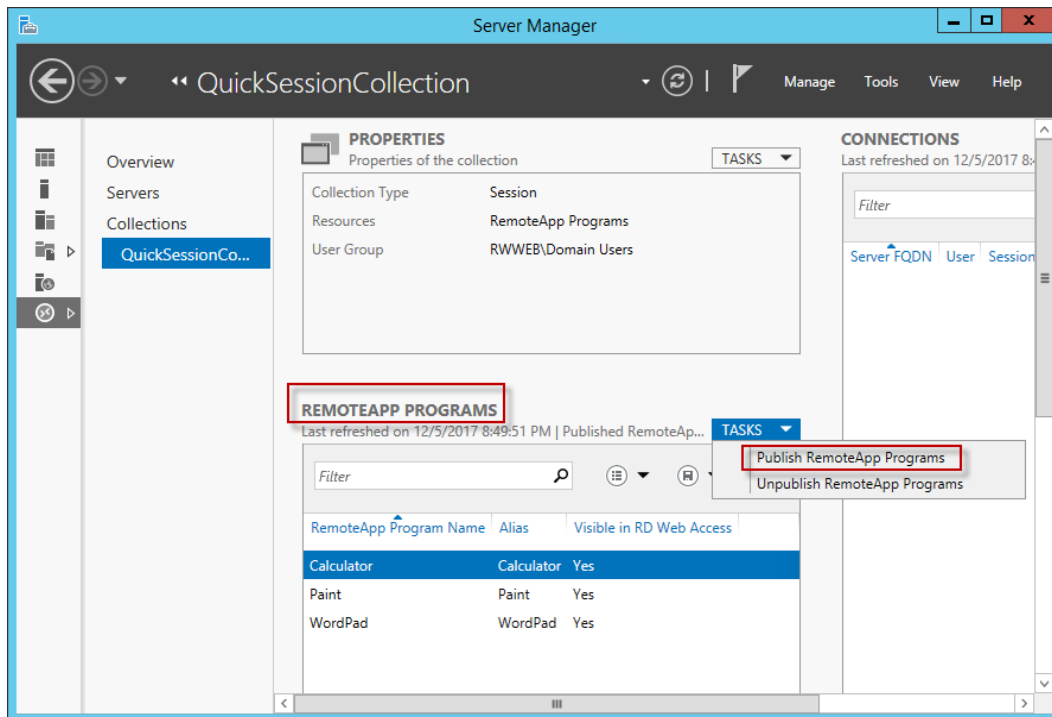 Server Manager
QuickSessionCollection
Manage Tools View Help
Overview
Servers
Collections
QuickSessionCo...
PROPERTIES
Properties of the collection
TASKS
Collection Type Session
Resources RemoteApp Programs
User Group RWWEB\Domain Users
REMOTEAPP PROGRAMS
Last refreshed on 12/5/2017 8:49:51 PM | Published RemoteAp...
TASKS
Publish RemoteApp Programs
Unpublish RemoteApp Programs
Filter
RemoteApp Program Name Alias Visible in RD Web Access
Calculator Calculator Yes
Paint Paint Yes
WordPad WordPad Yes
CONNECTIONS
Last refreshed on 12/5/2017 8:
Filter
Server FQDN User Session